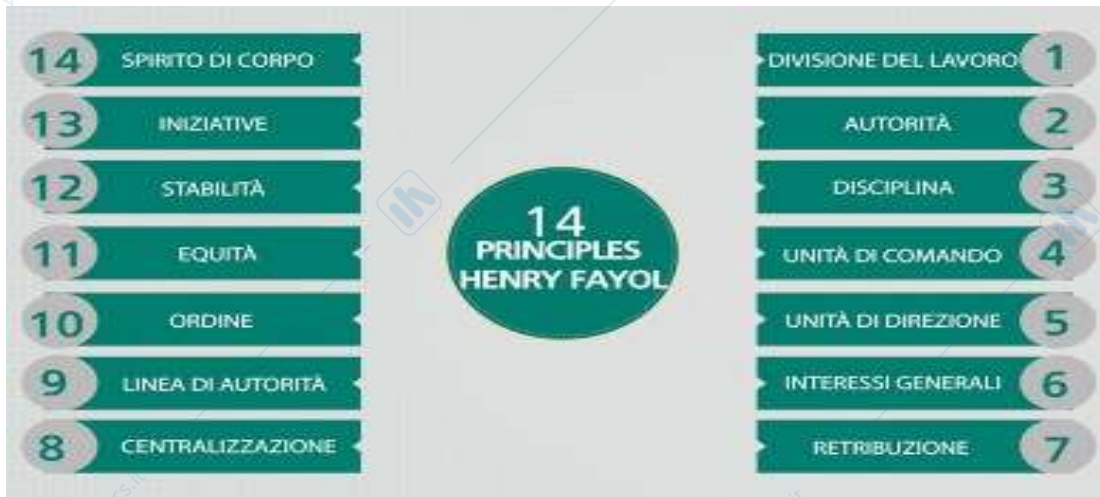 14 SPIRITO DI CORPO
13 INIZIATIVE
12 STABILITÀ
11 EQUITÀ
10 ORDINE
9 LINEA DI AUTORITÀ
8 CENTRALIZZAZIONE
14
PRINCIPLES
HENRY FAYOL
DIVISIONE DEL LAVORO 1
AUTORITÀ 2
DISCIPLINA 3
UNITÀ DI COMANDO 4
UNITÀ DI DIREZIONE 5
INTERESSI GENERALI 6
RETRIBUZIONE 7